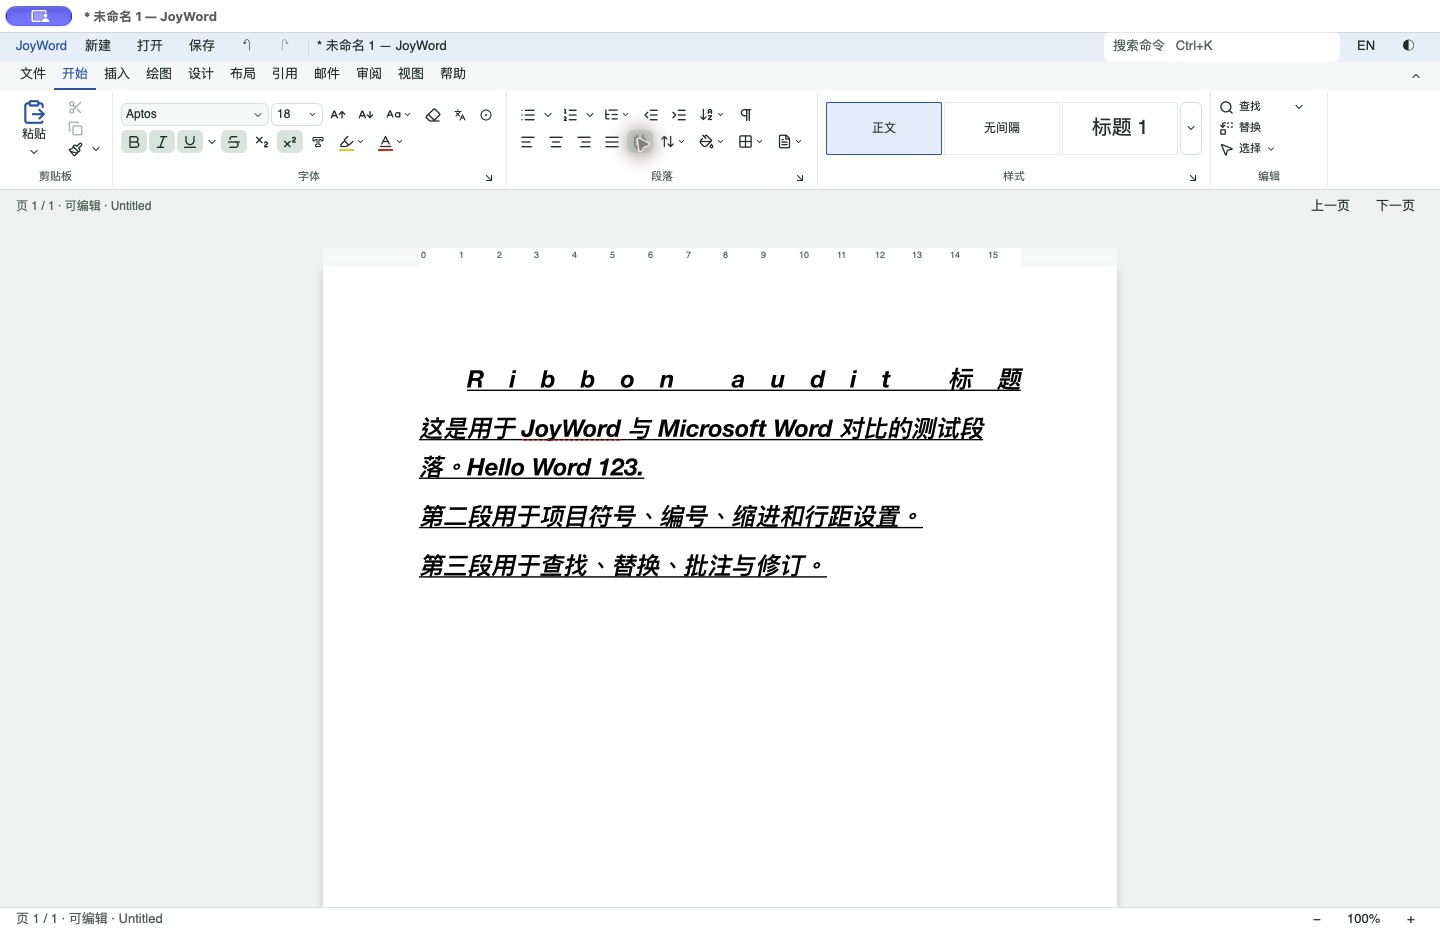 * 未命名 1 — JoyWord
JoyWord 新建 打开 保存 * 未命名 1 — JoyWord 搜索命令 Ctrl+K EN
文件 开始 插入 绘图 设计 布局 引用 邮件 审阅 视图 帮助
粘贴
剪贴板
Aptos 18
字体
段落
正文 无间隔 标题 1
样式
查找
替换
选择
编辑
页 1 / 1 · 可编辑 · Untitled 上一页 下一页
0 1 2 3 4 5 6 7 8 9 10 11 12 13 14 15
Ribbon audit 标题
这是用于 JoyWord 与 Microsoft Word 对比的测试段
落。Hello Word 123.
第二段用于项目符号、编号、缩进和行距设置。
第三段用于查找、替换、批注与修订。
页 1 / 1 · 可编辑 · Untitled − 100% +